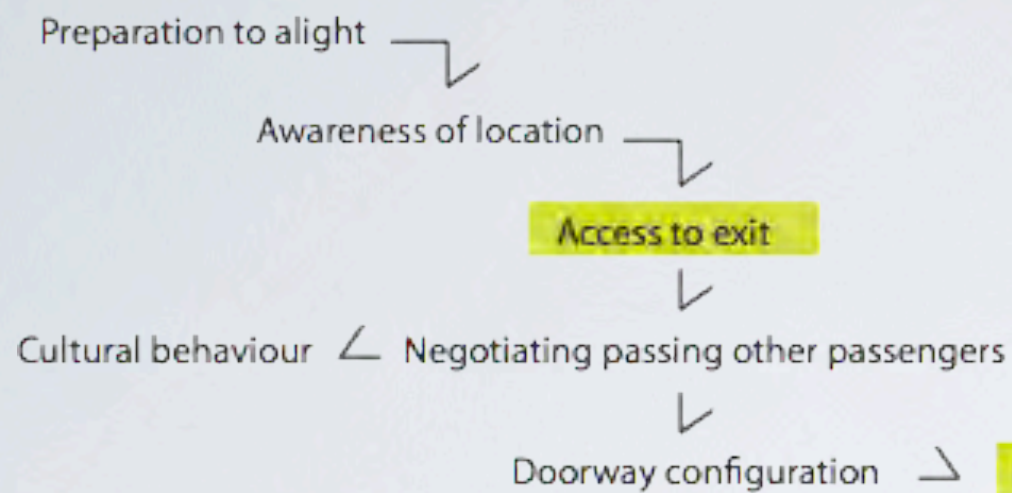 Preparation to alight
Awareness of location
Access to exit
Cultural behaviour Negotiating passing other passengers
Doorway configuration